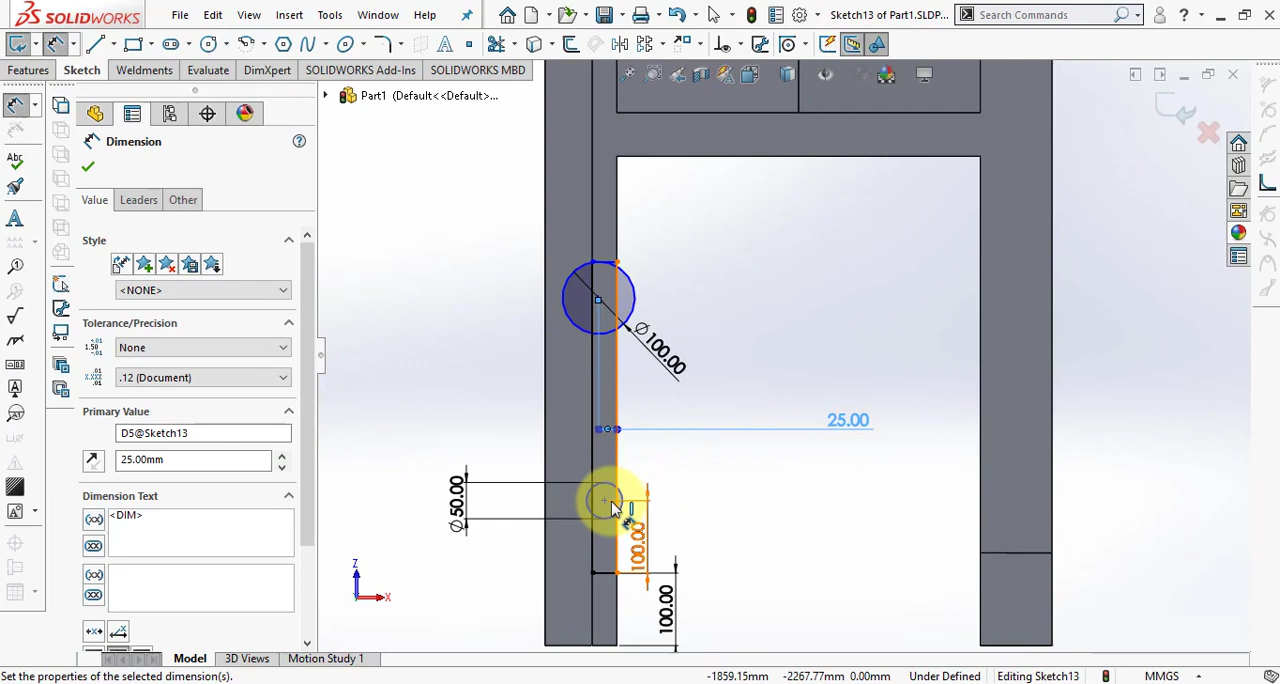 SOLIDWORKS File Edit View Insert Tools Window Help Sketch13 of Part1.SLDP... Search Commands ?
Features Sketch Weldments Evaluate DimXpert SOLIDWORKS Add-Ins SOLIDWORKS MBD
Part1 (Default<<Default>...
Dimension
Value Leaders Other
Style
<NONE>
Tolerance/Precision
None
.12 (Document)
Primary Value
D5@Sketch13
25.00mm
Dimension Text
<DIM>
Ø100.00
25.00
Ø50.00
100.00
100.00
Z
X
Model 3D Views Motion Study 1
Set the properties of the selected dimension(s). -1859.15mm -2267.77mm 0.00mm Under Defined Editing Sketch13 MMGS